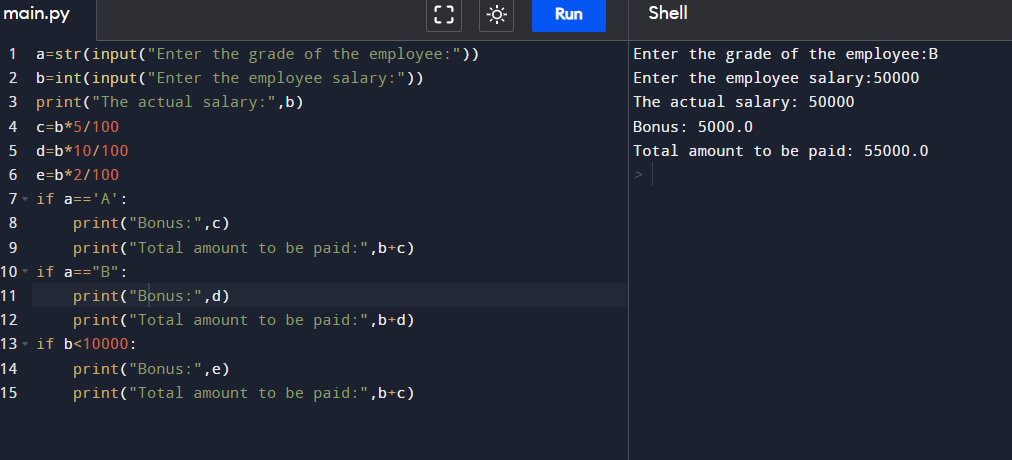 main.py
Run
Shell
1 a=str(input("Enter the grade of the employee:"))
2 b=int(input("Enter the employee salary:"))
3 print("The actual salary:",b)
4 c=b*5/100
5 d=b*10/100
6 e=b*2/100
7 if a=='A':
8     print("Bonus:",c)
9     print("Total amount to be paid:",b+c)
10 if a=="B":
11     print("Bonus:",d)
12     print("Total amount to be paid:",b+d)
13 if b<10000:
14     print("Bonus:",e)
15     print("Total amount to be paid:",b+c)
Enter the grade of the employee:B
Enter the employee salary:50000
The actual salary: 50000
Bonus: 5000.0
Total amount to be paid: 55000.0
>